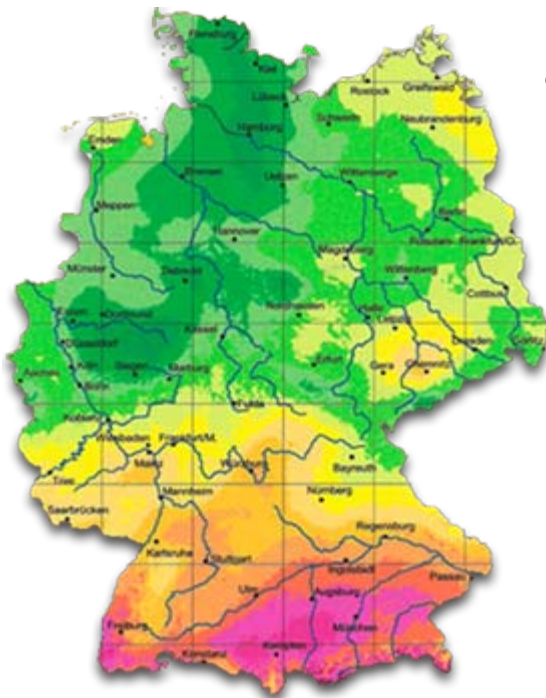 Flensburg
Kiel
Rostock
Greifswald
Lübeck
Schwerin
Neubrandenburg
Hamburg
Emden
Bremen
Uelzen
Wittenberge
Meppen
Berlin
Hannover
Potsdam
Frankfurt/O.
Magdeburg
Münster
Detmold
Wittenberg
Cottbus
Nordhausen
Halle
Essen
Dortmund
Leipzig
Kassel
Düsseldorf
Görlitz
Dresden
Köln
Siegen
Erfurt
Aachen
Marburg
Gera
Chemnitz
Bonn
Fulda
Koblenz
Wiesbaden
Frankfurt/M.
Mainz
Würzburg
Bayreuth
Trier
Mannheim
Nürnberg
Saarbrücken
Regensburg
Karlsruhe
Stuttgart
Ingolstadt
Passau
Ulm
Augsburg
München
Freiburg
Konstanz
Kempten